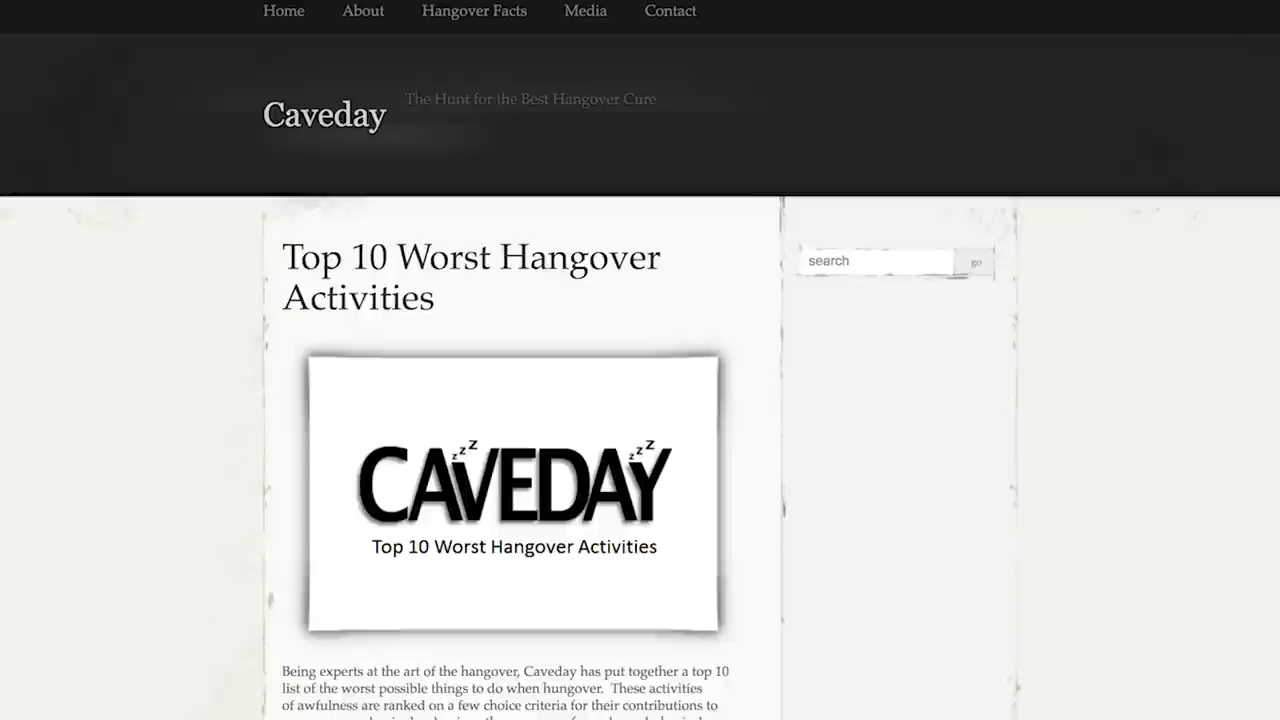 Home About Hangover Facts Media Contact
Caveday The Hunt for the Best Hangover Cure
Top 10 Worst Hangover
Activities
search go
zzz zzz
CAVEDAY
Top 10 Worst Hangover Activities
Being experts at the art of the hangover, Caveday has put together a top 10
list of the worst possible things to do when hungover. These activities
of awfulness are ranked on a few choice criteria for their contributions to